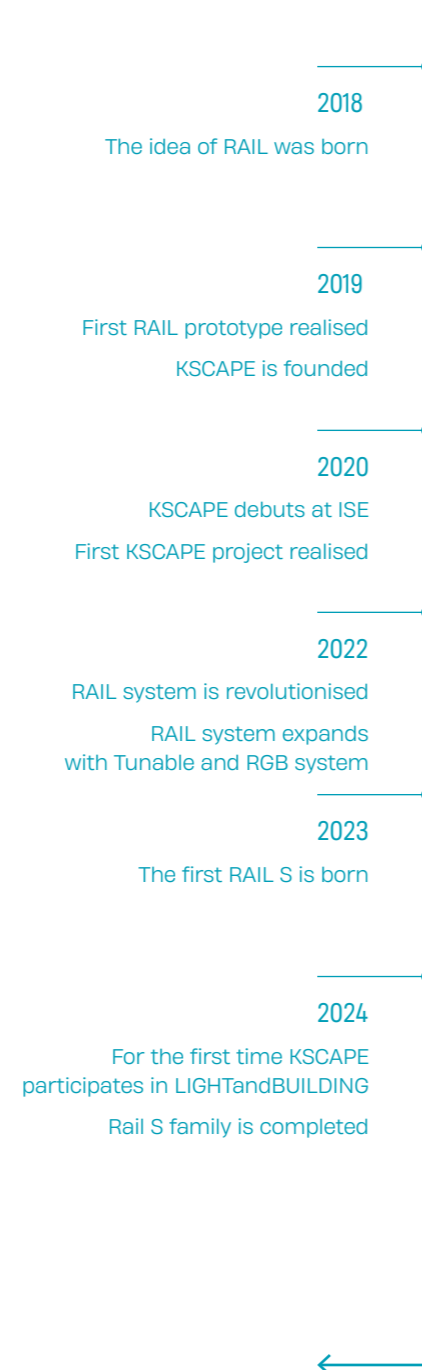 2018
The idea of RAIL was born
2019
First RAIL prototype realised
KSCAPE is founded
2020
KSCAPE debuts at ISE
First KSCAPE project realised
2022
RAIL system is revolutionised
RAIL system expands
with Tunable and RGB system
2023
The first RAIL S is born
2024
For the first time KSCAPE
participates in LIGHTandBUILDING
Rail S family is completed